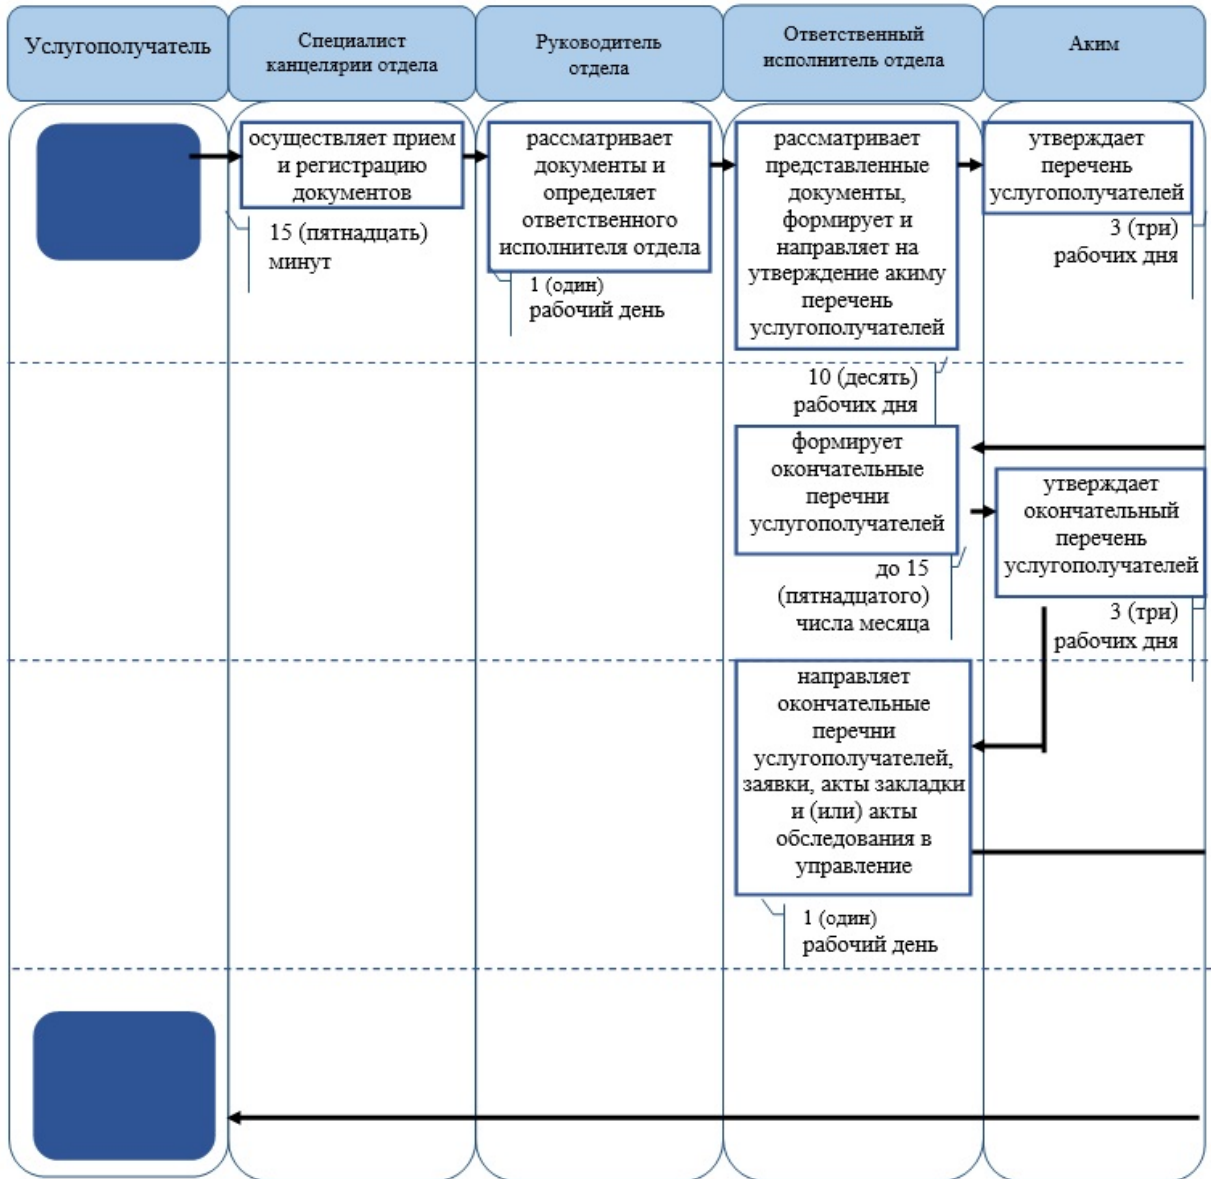 Услугополучатель
Специалист
канцелярии отдела
Руководитель
отдела
Ответственный
исполнитель отдела
Аким
осуществляет прием
и регистрацию
документов
15 (пятнадцать)
минут
рассматривает
документы и
определяет
ответственного
исполнителя отдела
1 (один)
рабочий день
рассматривает
представленные
документы,
формирует и
направляет на
утверждение акиму
перечень
услугополучателей
10 (десять)
рабочих дня
утверждает
перечень
услугополучателей
3 (три)
рабочих дня
формирует
окончательные
перечни
услугополучателей
до 15
(пятнадцатого)
числа месяца
утверждает
окончательный
перечень
услугополучателей
3 (три)
рабочих дня
направляет
окончательные
перечни
услугополучателей,
заявки, акты закладки
и (или) акты
обследования в
управление
1 (один)
рабочий день